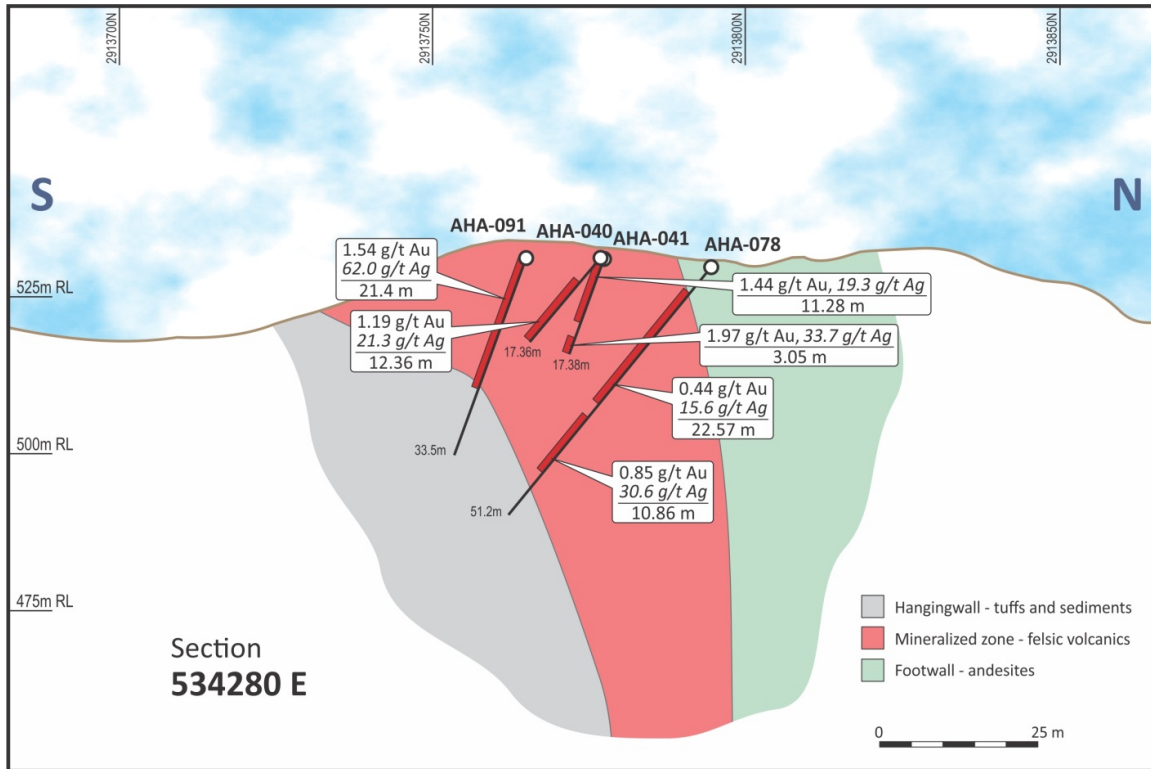 2913700N
2913750N
2913800N
2913850N
S
N
AHA-091
AHA-040
AHA-041
AHA-078
1.54 g/t Au
62.0 g/t Ag
21.4 m
1.44 g/t Au, 19.3 g/t Ag
11.28 m
525m RL
1.19 g/t Au
21.3 g/t Ag
12.36 m
17.36m
17.38m
1.97 g/t Au, 33.7 g/t Ag
3.05 m
0.44 g/t Au
15.6 g/t Ag
22.57 m
500m RL
33.5m
0.85 g/t Au
30.6 g/t Ag
10.86 m
51.2m
475m RL
Hangingwall - tuffs and sediments
Mineralized zone - felsic volcanics
Footwall - andesites
Section
534280 E
0
25 m